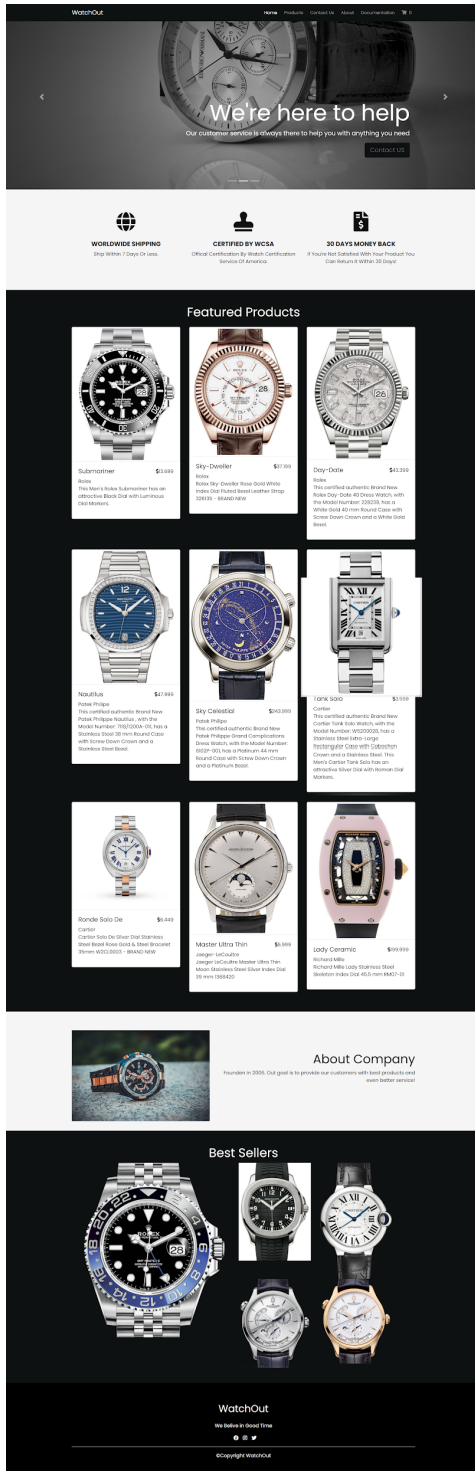 WatchOut
Home Products Contact Us About Documentation 0
We're here to help
Our customer service is always there to help you with anything you need
Contact US
WORLDWIDE SHIPPING
Ship Within 7 Days Or Less.
CERTIFIED BY WCSA
Offical Certification By Watch Certification
Service Of America.
30 DAYS MONEY BACK
If You're Not Satisfied With Your Product You
Can Return It Within 30 Days!
Featured Products
Submariner $13.699
Rolex
This Men's Rolex Submariner has an
attractive Black Dial with Luminous
Dial Markers.
Sky-Dweller $37.199
Rolex
Rolex Sky-Dweller Rose Gold White
Index Dial Fluted Bezel Leather Strap
326135 - BRAND NEW
Day-Date $43.399
Rolex
This certified authentic Brand New
Rolex Day-Date 40 Dress Watch, with
the Model Number: 228239, has a
White Gold 40 mm Round Case with
Screw Down Crown and a White Gold
Bezel.
Nautilus $47.999
Patek Philipe
This certified authentic Brand New
Patek Philippe Nautilus , with the
Model Number: 7118/1200A-011, has a
Stainless Steel 38 mm Round Case
with Screw Down Crown and a
Stainless Steel Bezel.
Sky Celestial $243.999
Patek Philipe
This certified authentic Brand New
Patek Philippe Grand Complications
Dress Watch, with the Model Number:
6102P-001, has a Platinum 44 mm
Round Case with Screw Down Crown
and a Platinum Bezel.
Tank Solo $3.699
Cartier
This certified authentic Brand New
Cartier Tank Solo Watch, with the
Model Number: W5200028, has a
Stainless Steel Extra-Large
Rectangular Case with Cabochon
Crown and a Stainless Steel. This
Men's Cartier Tank Solo has an
attractive Silver Dial with Roman Dial
Markers.
Ronde Solo De $6.449
Cartier
Cartier Solo De Silver Dial Stainless
Steel Bezel Rose Gold & Steel Bracelet
35mm W2CL0003 - BRAND NEW
Master Ultra Thin $8.999
Jaeger-LeCoultre
Jaeger LeCoultre Master Ultra Thin
Moon Stainless Steel Silver Index Dial
39 mm 1368420
Lady Ceramic $199.999
Richard Mille
Richard Mille Lady Stainless Steel
Skeleton Index Dial 45.5 mm RM07-01
About Company
Founden in 2006. Out goal is to provide our customers with best products and
even better service!
Best Sellers
ROLEX
WatchOut
We Belive in Good Time
©Copyright WatchOut